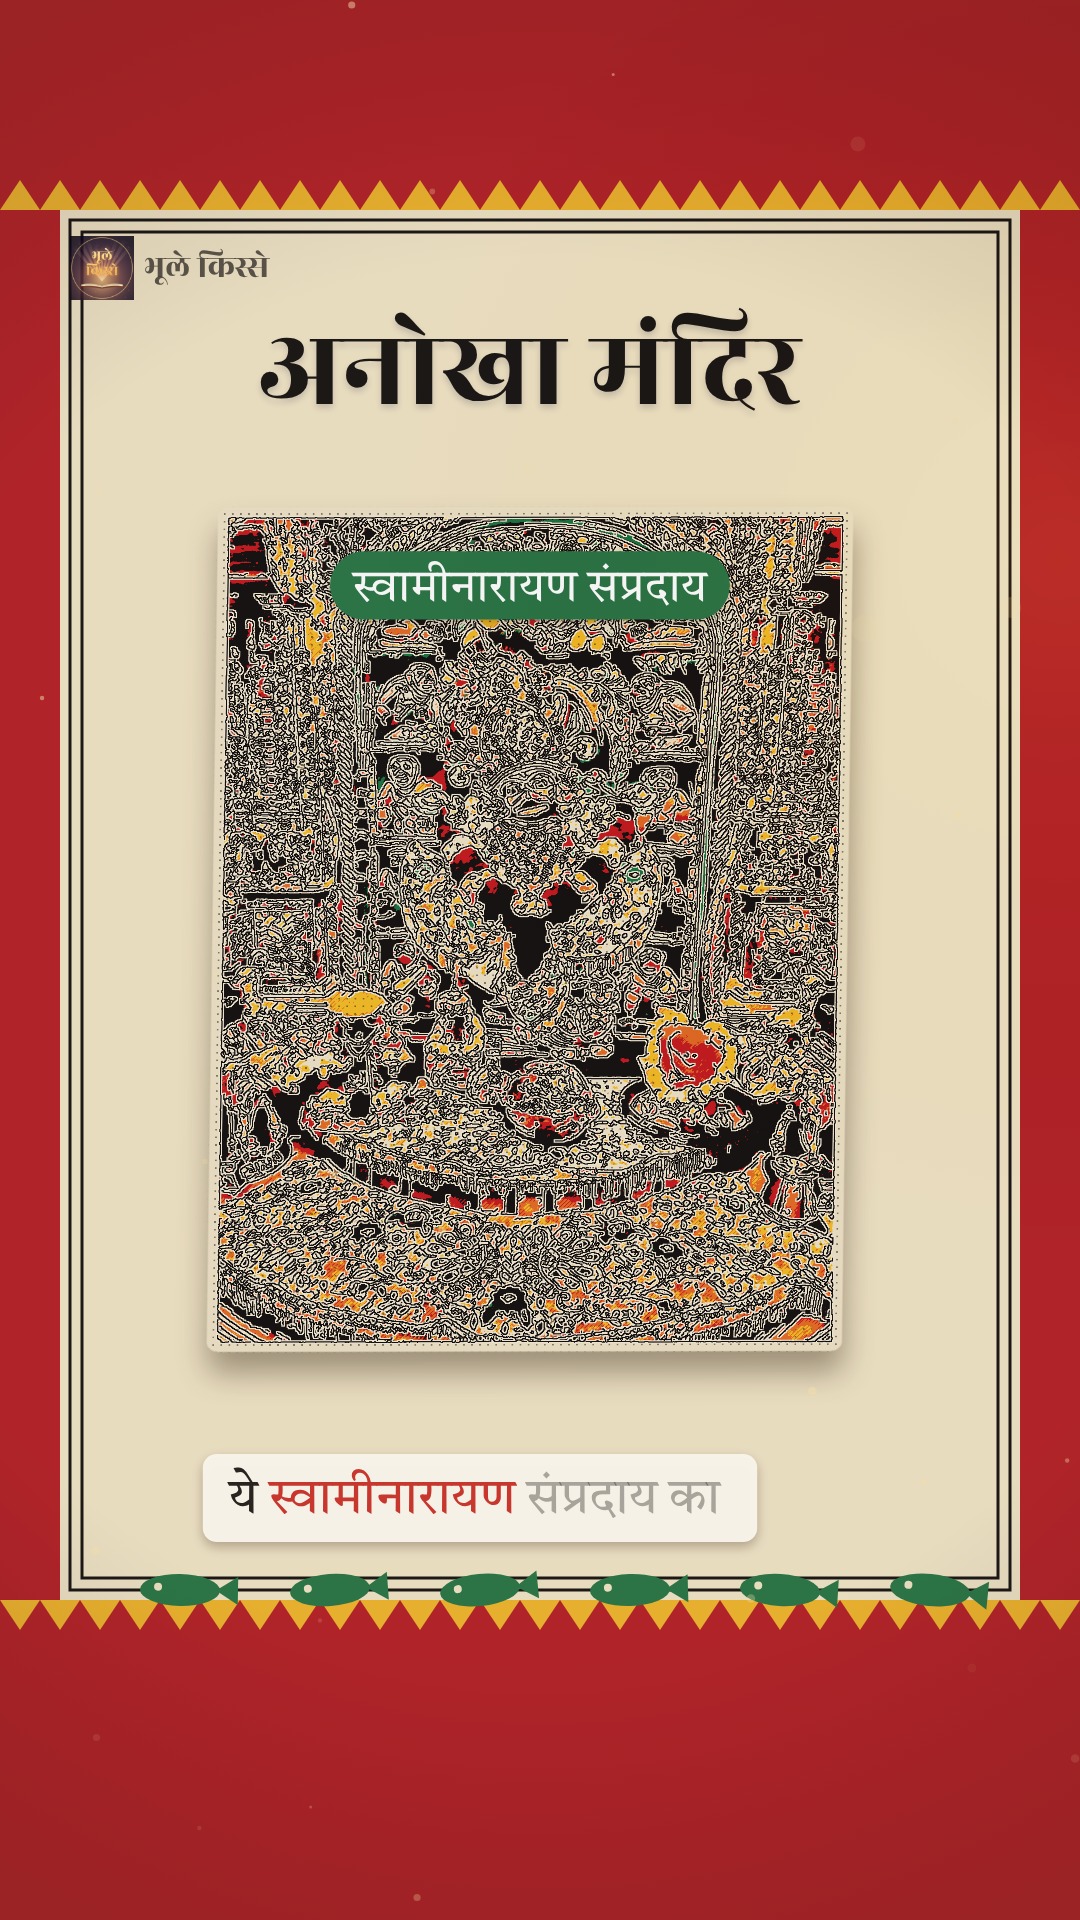 भूले
किस्से
भूले किस्से
अनोखा मंदिर
स्वामीनारायण संप्रदाय
ये स्वामीनारायण संप्रदाय का